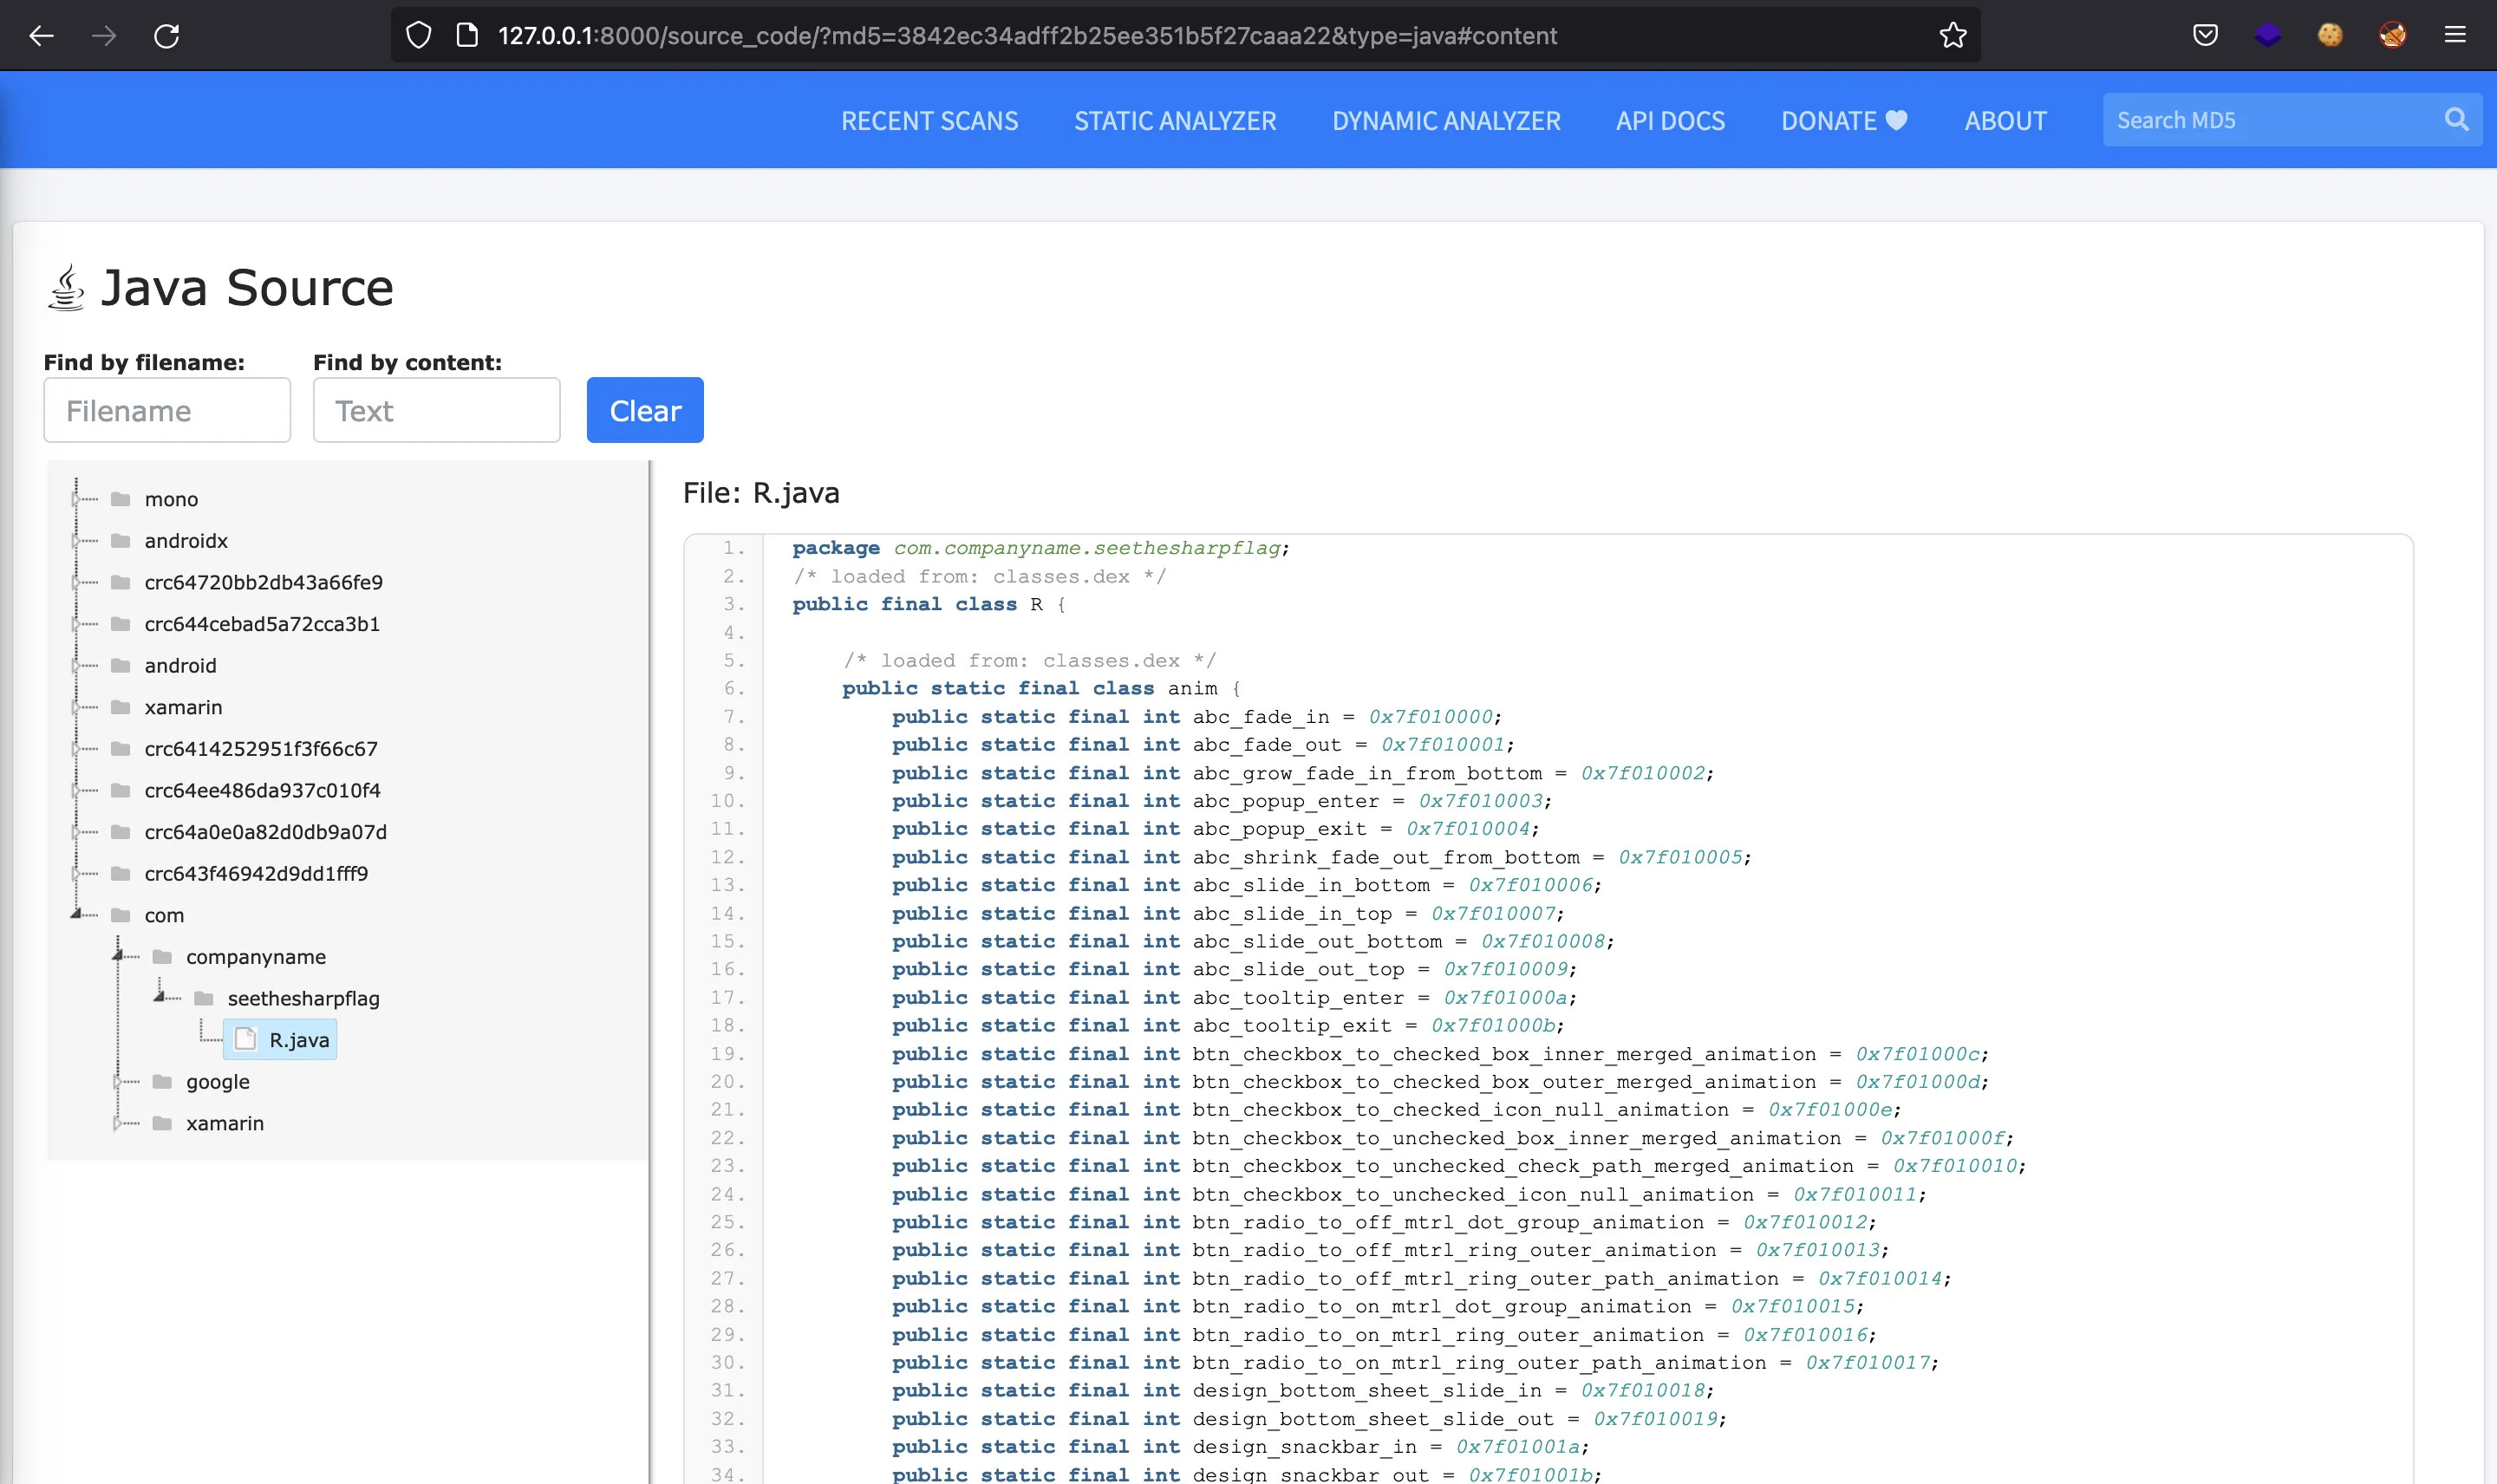 127.0.0.1:8000/source_code/?md5=3842ec34adff2b25ee351b5f27caaa22&type=java#content
RECENT SCANS STATIC ANALYZER DYNAMIC ANALYZER API DOCS DONATE ABOUT Search MD5
Java Source
Find by filename: Find by content:
Filename Text Clear
mono
androidx
crc64720bb2db43a66fe9
crc644cebad5a72cca3b1
android
xamarin
crc6414252951f3f66c67
crc64ee486da937c010f4
crc64a0e0a82d0db9a07d
crc643f46942d9dd1fff9
com
companyname
seethesharpflag
R.java
google
xamarin
File: R.java
1. package com.companyname.seethesharpflag;
2. /* loaded from: classes.dex */
3. public final class R {
4.
5. /* loaded from: classes.dex */
6. public static final class anim {
7. public static final int abc_fade_in = 0x7f010000;
8. public static final int abc_fade_out = 0x7f010001;
9. public static final int abc_grow_fade_in_from_bottom = 0x7f010002;
10. public static final int abc_popup_enter = 0x7f010003;
11. public static final int abc_popup_exit = 0x7f010004;
12. public static final int abc_shrink_fade_out_from_bottom = 0x7f010005;
13. public static final int abc_slide_in_bottom = 0x7f010006;
14. public static final int abc_slide_in_top = 0x7f010007;
15. public static final int abc_slide_out_bottom = 0x7f010008;
16. public static final int abc_slide_out_top = 0x7f010009;
17. public static final int abc_tooltip_enter = 0x7f01000a;
18. public static final int abc_tooltip_exit = 0x7f01000b;
19. public static final int btn_checkbox_to_checked_box_inner_merged_animation = 0x7f01000c;
20. public static final int btn_checkbox_to_checked_box_outer_merged_animation = 0x7f01000d;
21. public static final int btn_checkbox_to_checked_icon_null_animation = 0x7f01000e;
22. public static final int btn_checkbox_to_unchecked_box_inner_merged_animation = 0x7f01000f;
23. public static final int btn_checkbox_to_unchecked_check_path_merged_animation = 0x7f010010;
24. public static final int btn_checkbox_to_unchecked_icon_null_animation = 0x7f010011;
25. public static final int btn_radio_to_off_mtrl_dot_group_animation = 0x7f010012;
26. public static final int btn_radio_to_off_mtrl_ring_outer_animation = 0x7f010013;
27. public static final int btn_radio_to_off_mtrl_ring_outer_path_animation = 0x7f010014;
28. public static final int btn_radio_to_on_mtrl_dot_group_animation = 0x7f010015;
29. public static final int btn_radio_to_on_mtrl_ring_outer_animation = 0x7f010016;
30. public static final int btn_radio_to_on_mtrl_ring_outer_path_animation = 0x7f010017;
31. public static final int design_bottom_sheet_slide_in = 0x7f010018;
32. public static final int design_bottom_sheet_slide_out = 0x7f010019;
33. public static final int design_snackbar_in = 0x7f01001a;
34. public static final int design_snackbar_out = 0x7f01001b;